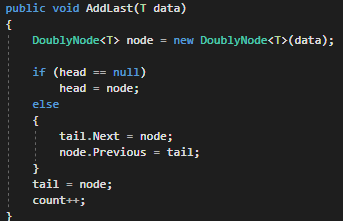 public void AddLast(T data)
{
    DoublyNode<T> node = new DoublyNode<T>(data);
    if (head == null)
        head = node;
    else
    {
        tail.Next = node;
        node.Previous = tail;
    }
    tail = node;
    count++;
}